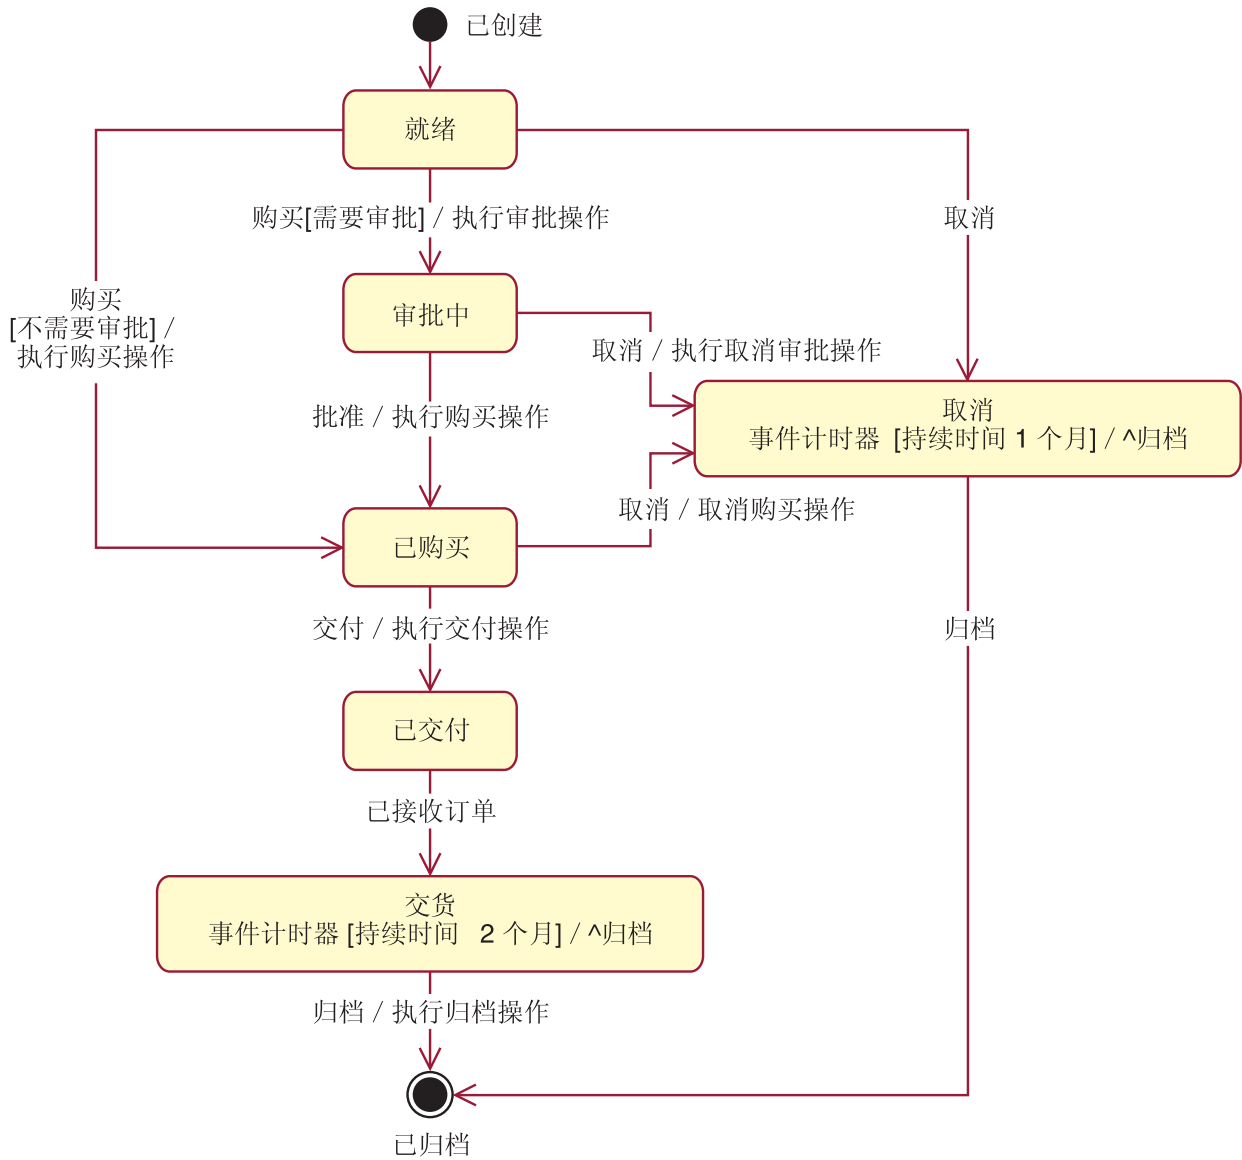 已创建
就绪
购买[需要审批] / 执行审批操作
取消
购买
[不需要审批] /
执行购买操作
审批中
取消 / 执行取消审批操作
批准 / 执行购买操作
取消
事件计时器 [持续时间 1 个月] / ^归档
取消 / 取消购买操作
已购买
交付 / 执行交付操作
归档
已交付
已接收订单
交货
事件计时器 [持续时间 2 个月] / ^归档
归档 / 执行归档操作
已归档